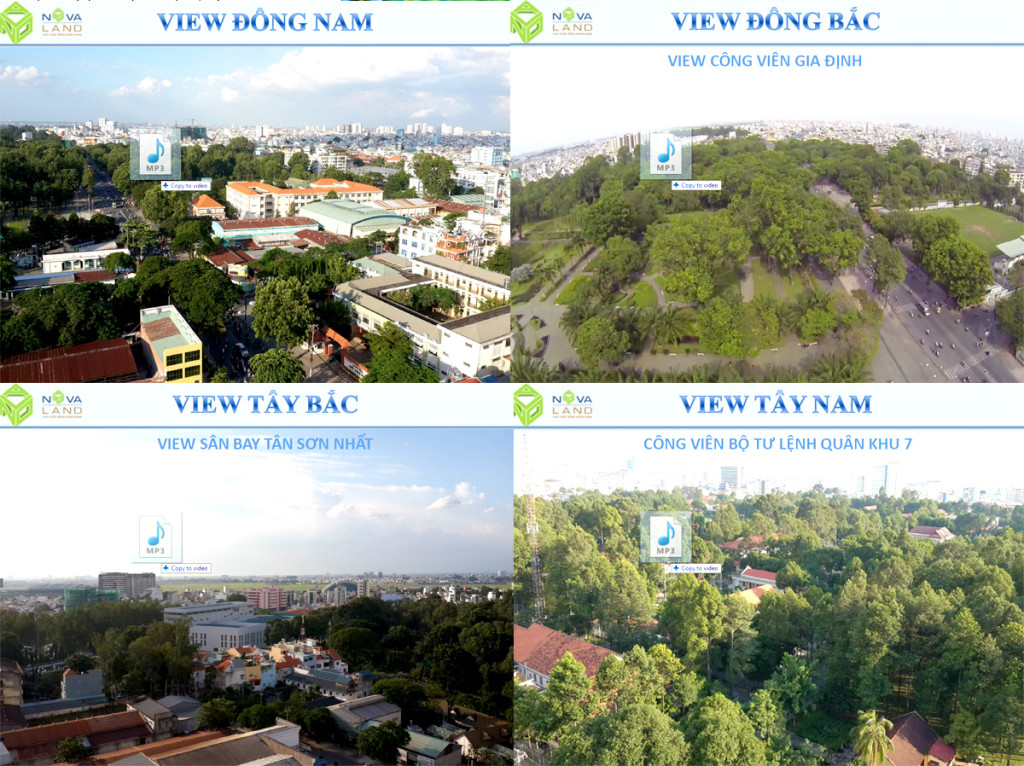 NOVA
LAND
VIEW ĐÔNG NAM
MP3
Copy to video
NOVA
LAND
VIEW ĐÔNG BẮC
VIEW CÔNG VIÊN GIA ĐỊNH
MP3
Copy to video
NOVA
LAND
VIEW TÂY BẮC
VIEW SÂN BAY TÂN SƠN NHẤT
MP3
Copy to video
NOVA
LAND
VIEW TÂY NAM
CÔNG VIÊN BỘ TƯ LỆNH QUÂN KHU 7
MP3
Copy to video